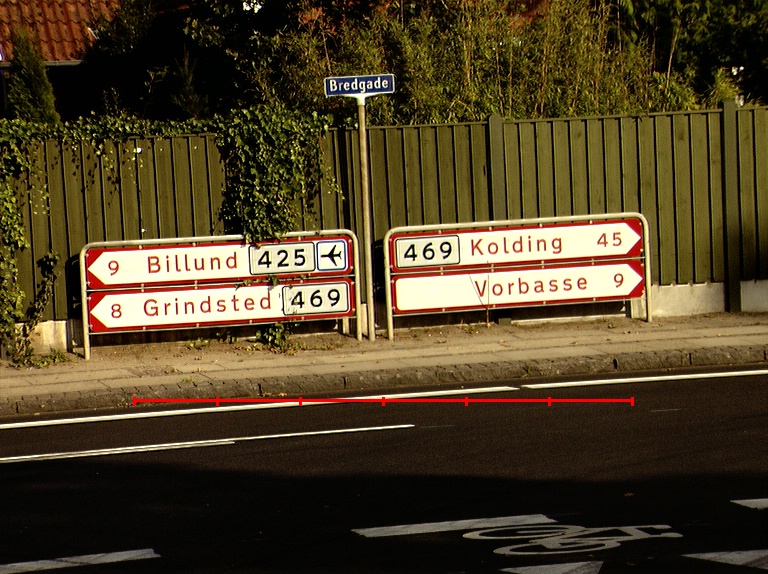 Bredgade
9 Billund 425
8 Grindsted 469
469 Kolding 45
Vorbasse 9